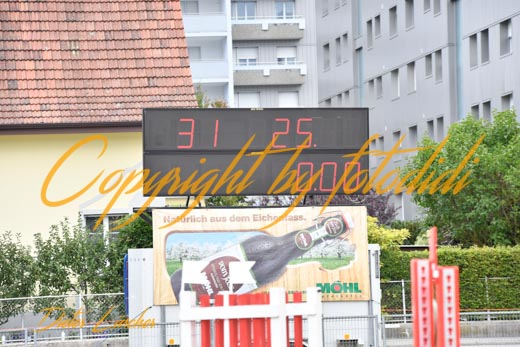 31 25.
0.00
Copyright by fotodidi
Natürlich aus dem Eichenfass.
MÖHL